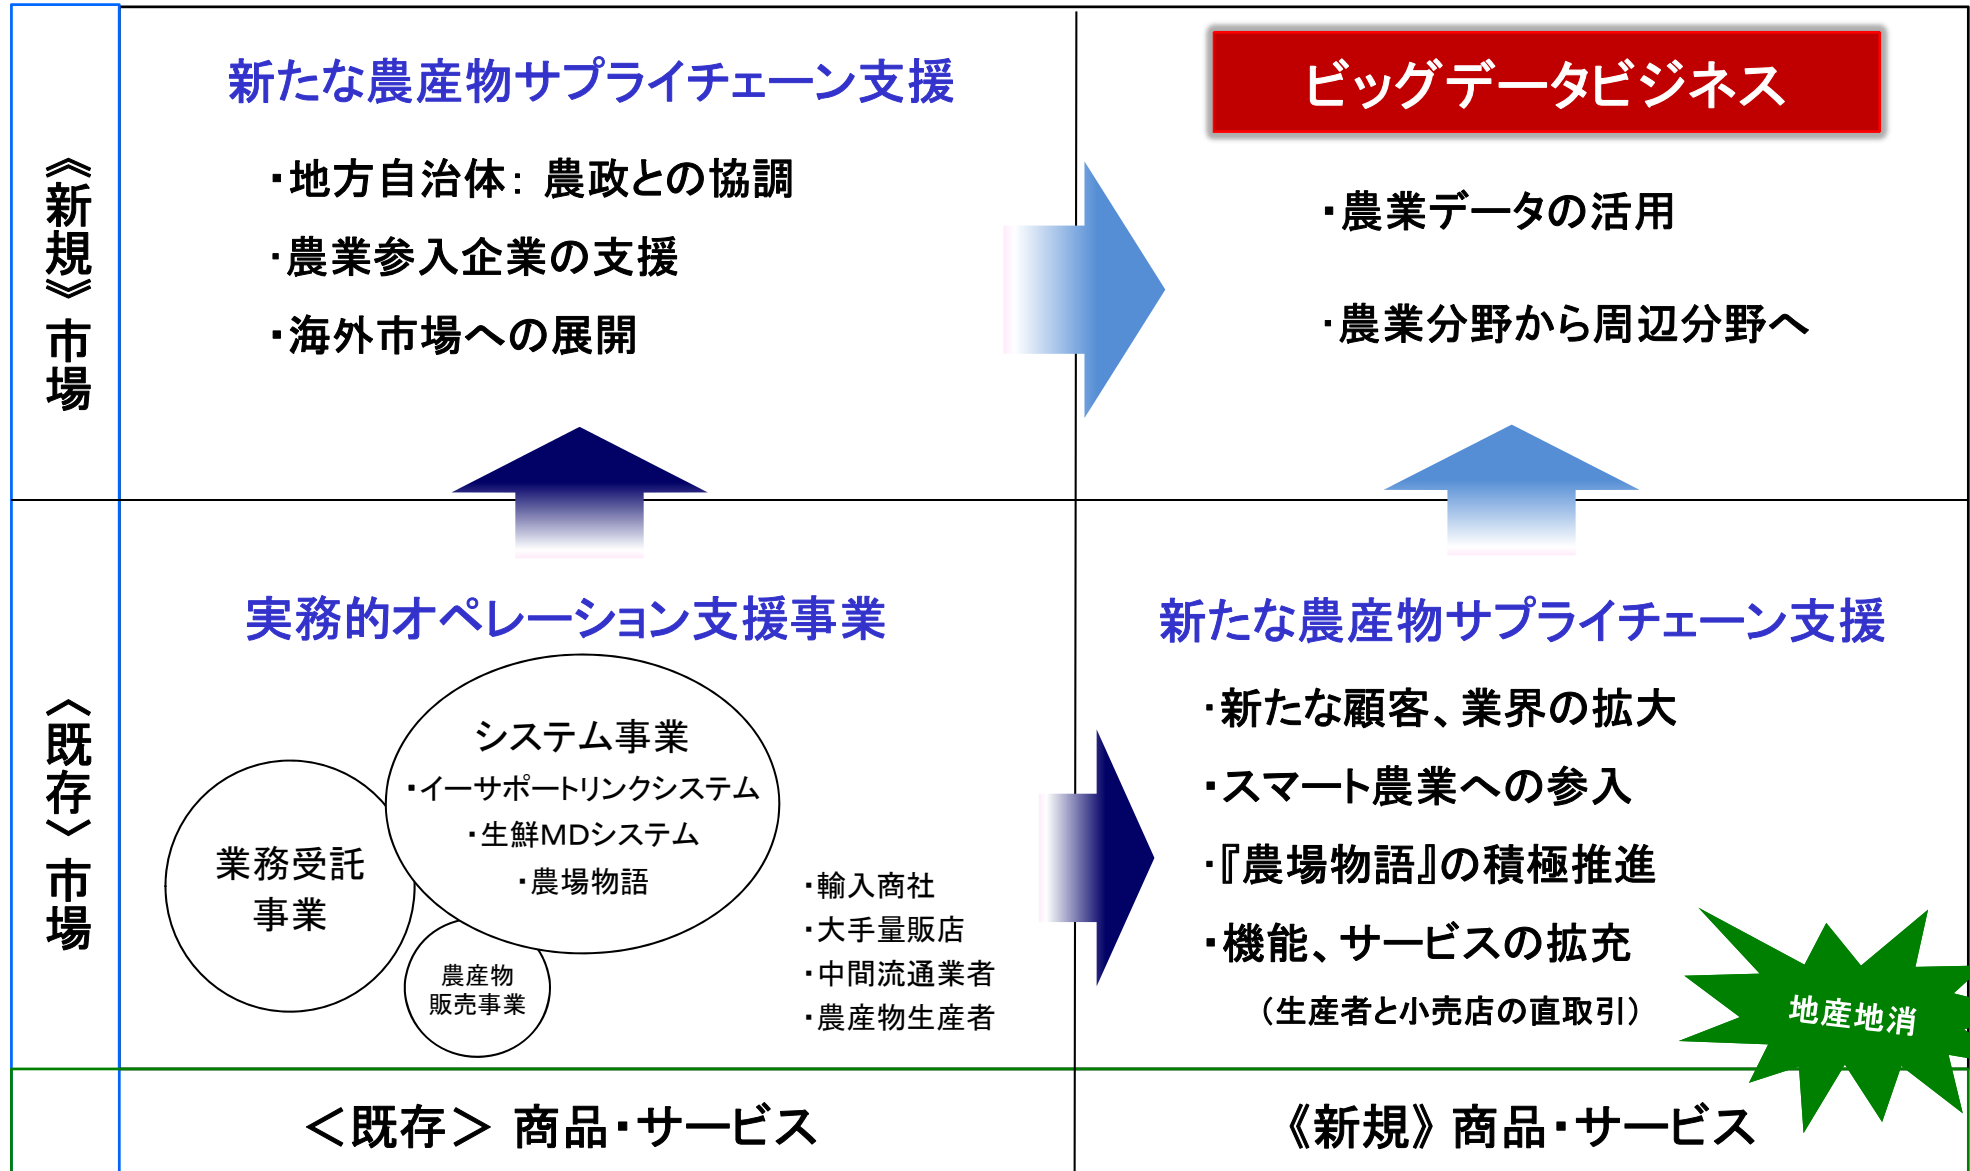 《新規》市場
新たな農産物サプライチェーン支援
・地方自治体： 農政との協調
・農業参入企業の支援
・海外市場への展開
ビッグデータビジネス
・農業データの活用
・農業分野から周辺分野へ
〈既存〉市場
実務的オペレーション支援事業
システム事業
・イーサポートリンクシステム
・生鮮MDシステム
・農場物語
業務受託
事業
農産物
販売事業
・輸入商社
・大手量販店
・中間流通業者
・農産物生産者
新たな農産物サプライチェーン支援
・新たな顧客、業界の拡大
・スマート農業への参入
・『農場物語』の積極推進
・機能、サービスの拡充
（生産者と小売店の直取引）
地産地消
＜既存＞ 商品・サービス
《新規》 商品・サービス